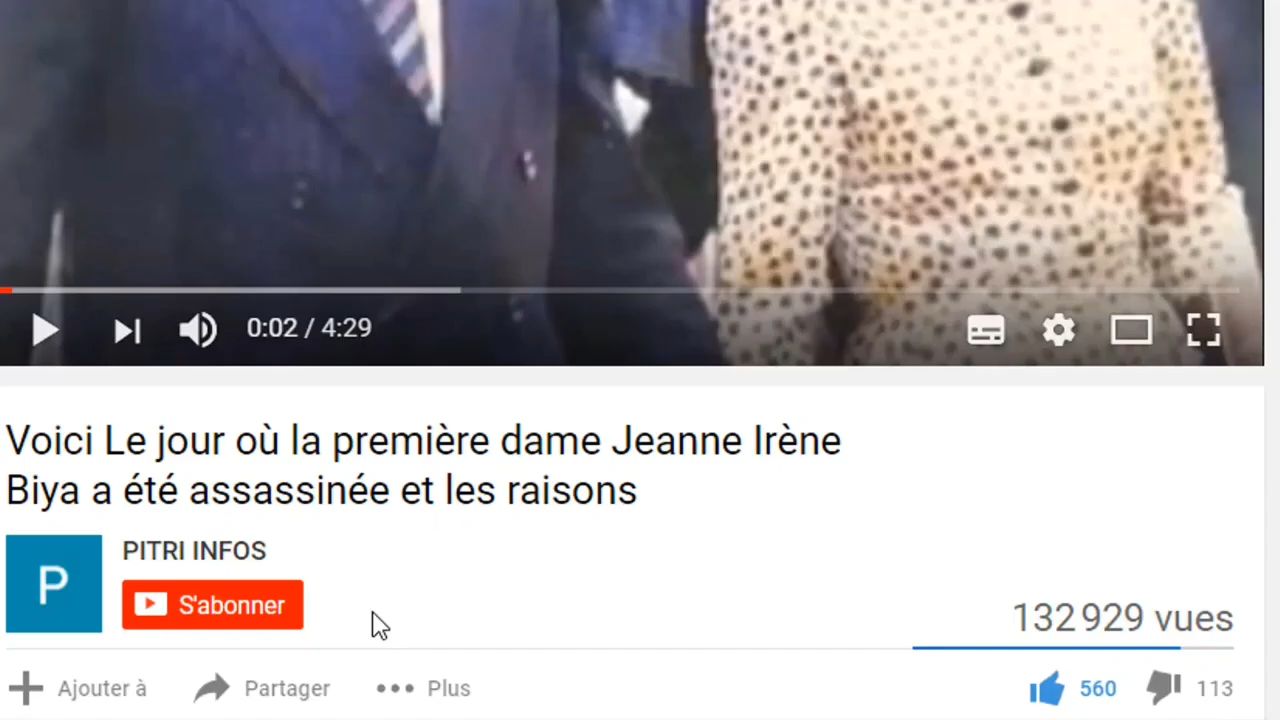 0:02 / 4:29
Voici Le jour où la première dame Jeanne Irène
Biya a été assassinée et les raisons
P
PITRI INFOS
S'abonner
132 929 vues
Ajouter à
Partager
Plus
560
113